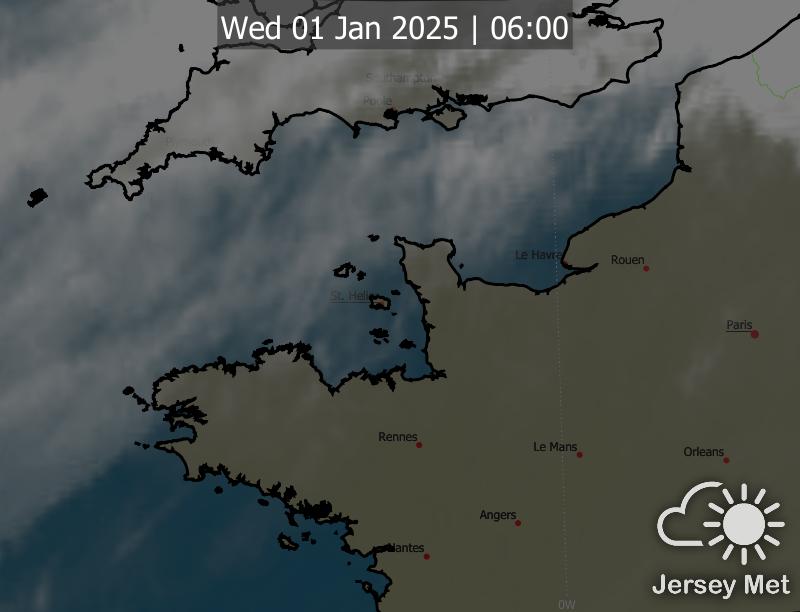 Wed 01 Jan 2025 | 06:00
Southampton
Poole
Le Havre
Rouen
St. Helier
Paris
Rennes
Le Mans
Orleans
Angers
Nantes
Jersey Met
0W